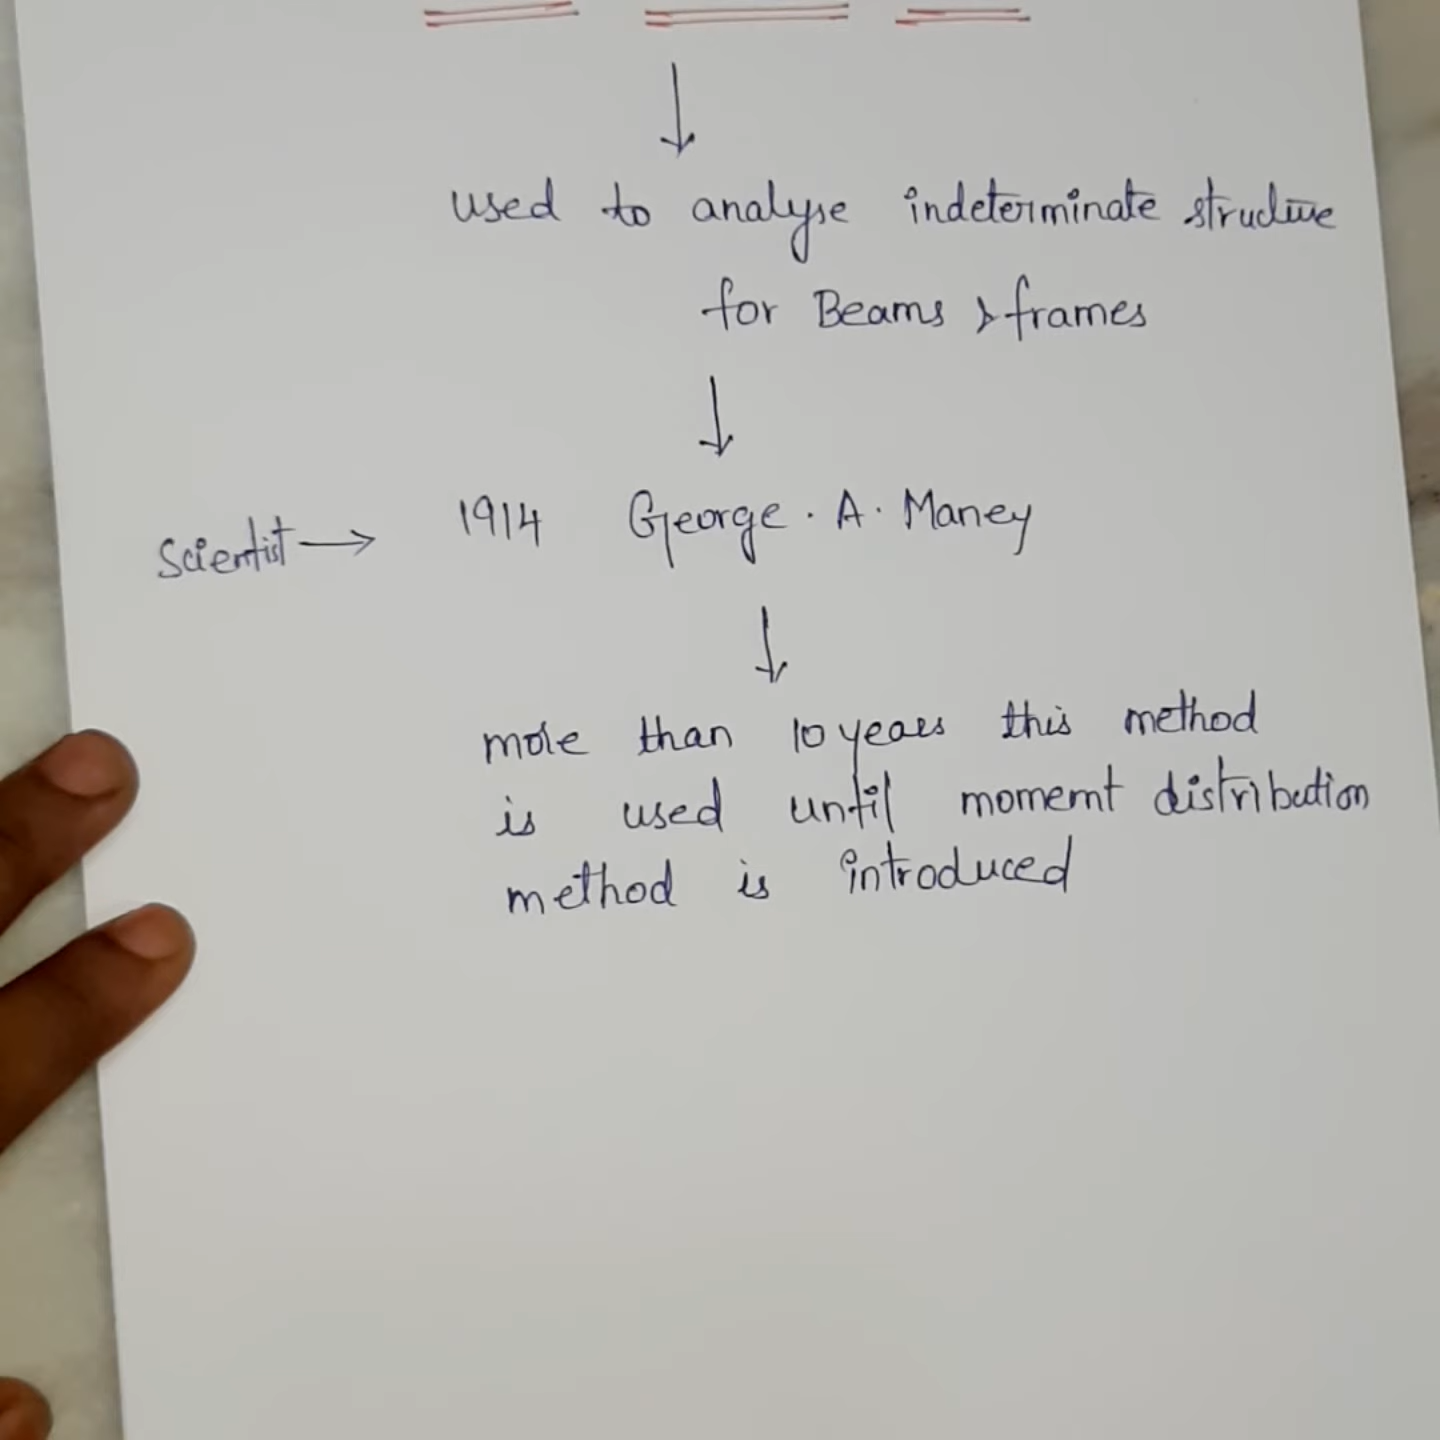 used to analyse indeterminate structure
for Beams & frames
Scientist → 1914 George. A. Maney
more than 10 years this method
is used until moment distribution
method is introduced